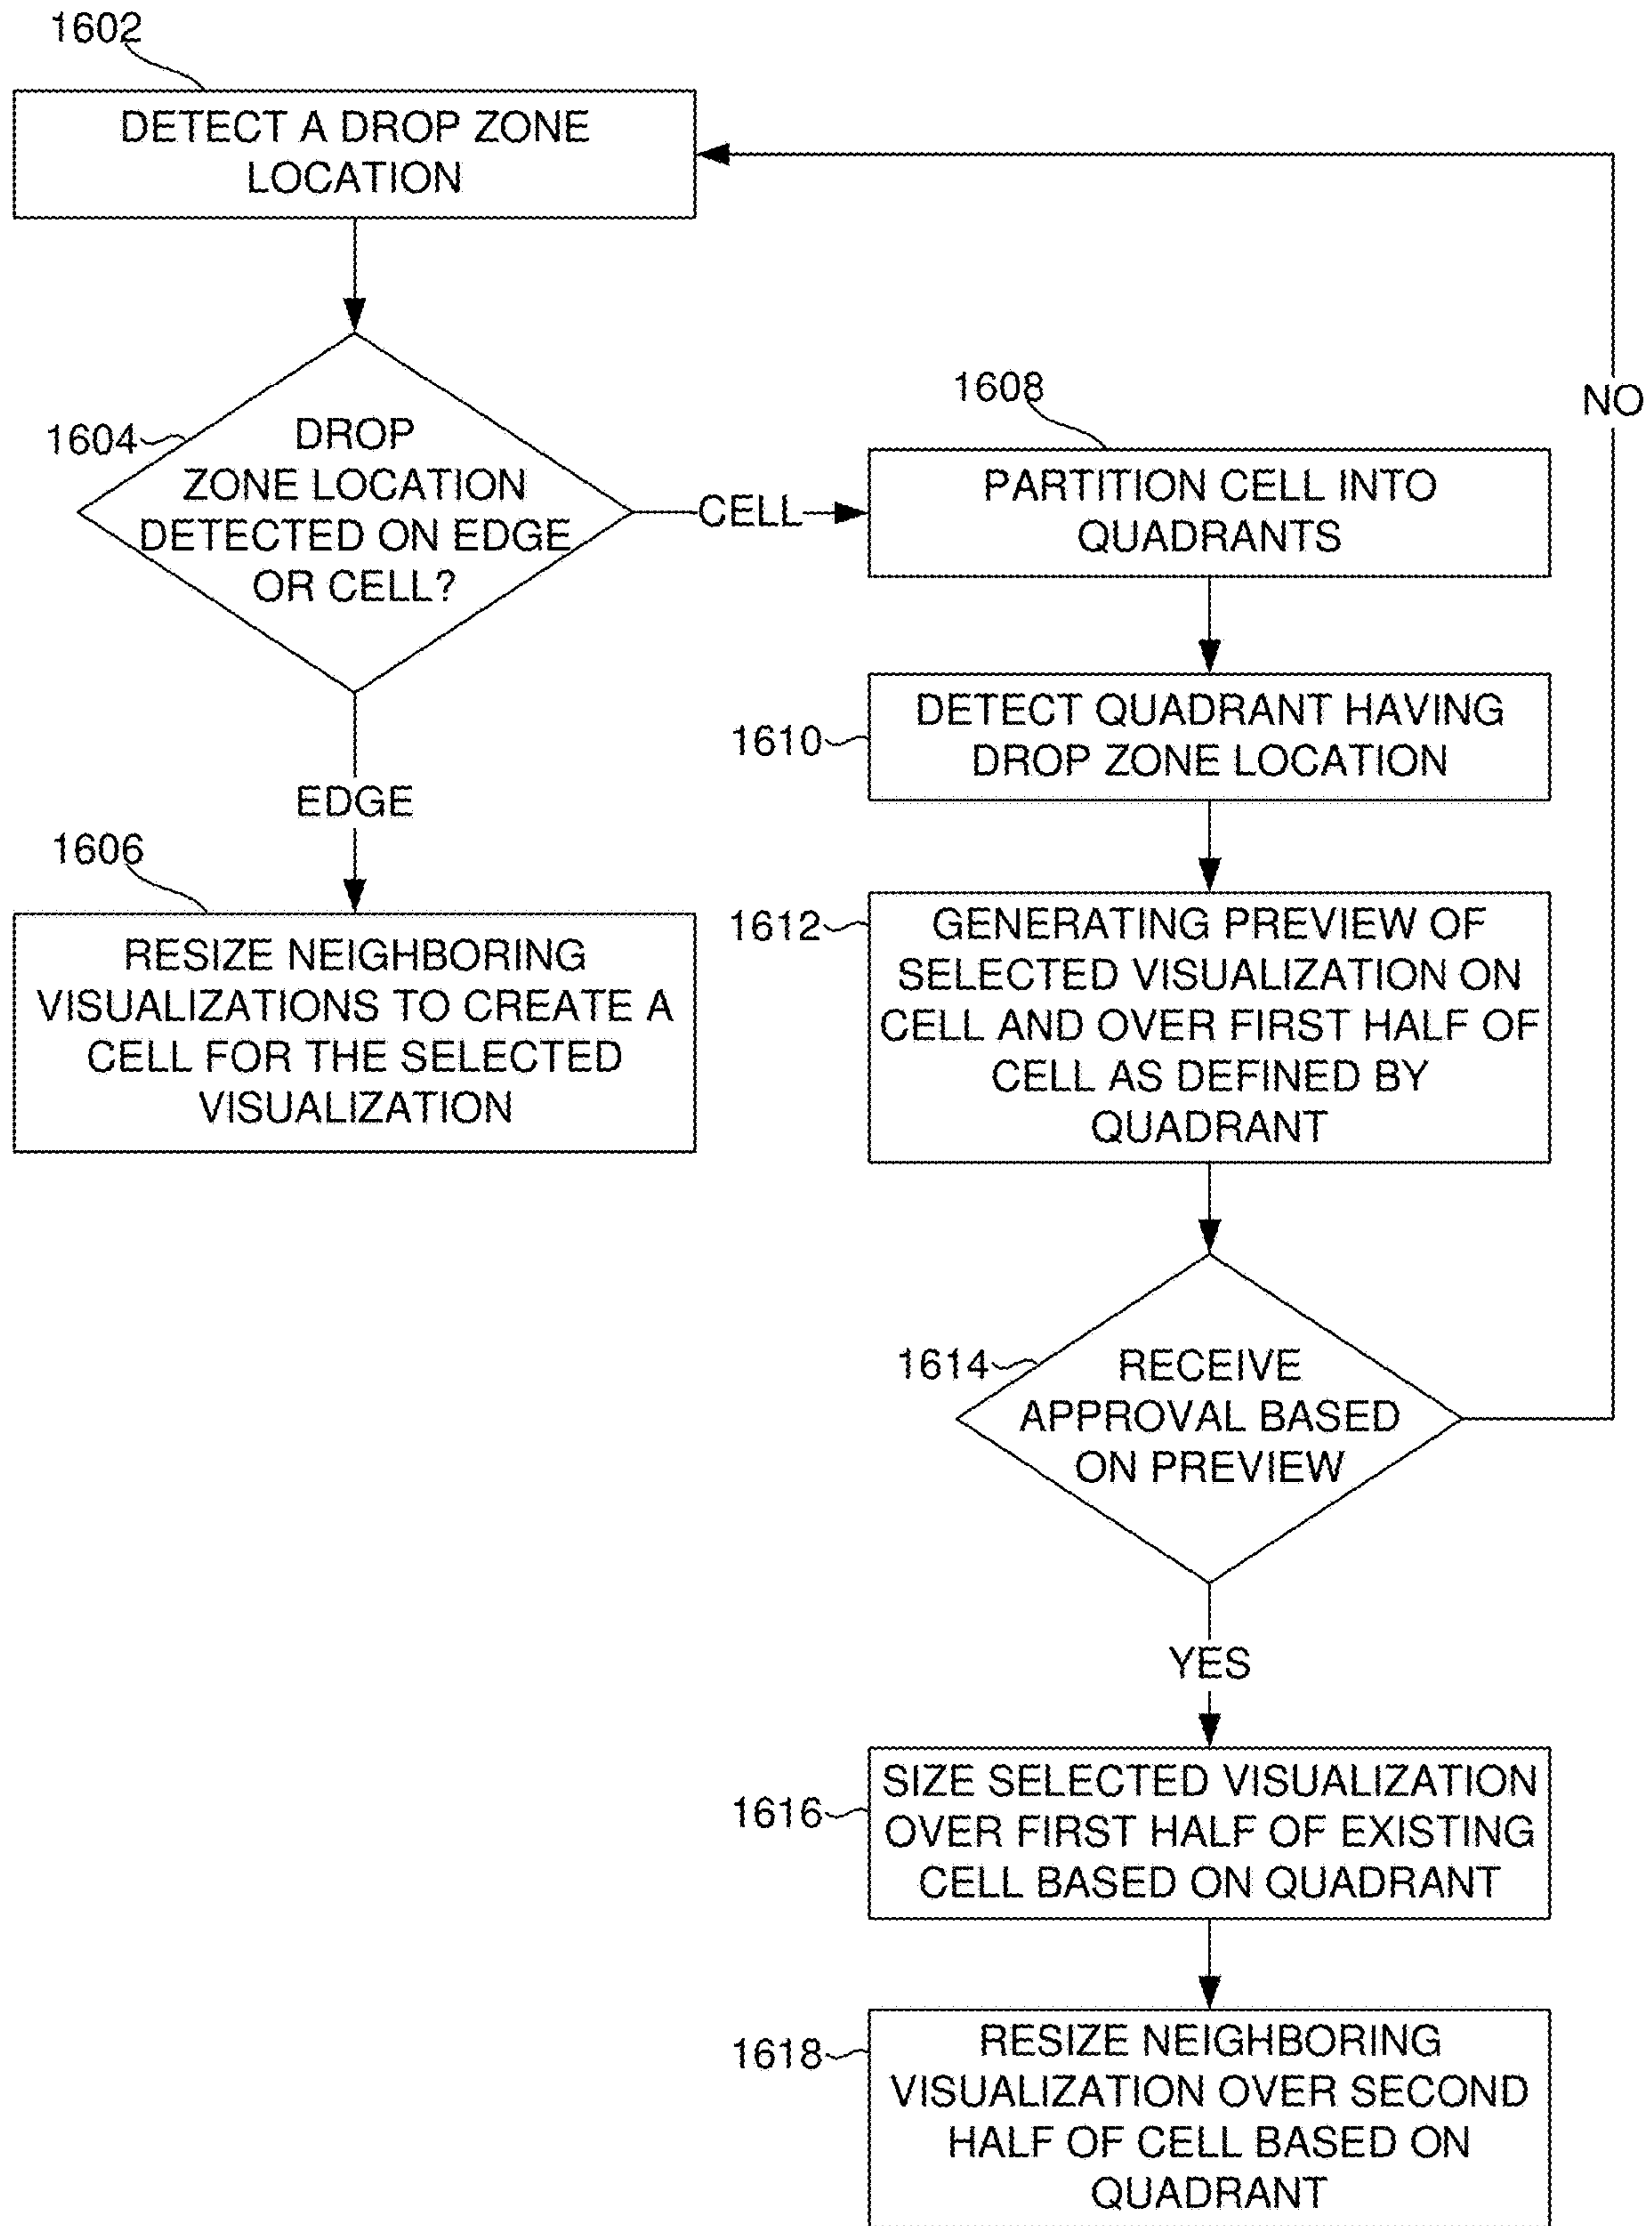 1602
DETECT A DROP ZONE
LOCATION
1604
DROP
ZONE LOCATION
DETECTED ON EDGE
OR CELL?
CELL
EDGE
1606
RESIZE NEIGHBORING
VISUALIZATIONS TO CREATE A
CELL FOR THE SELECTED
VISUALIZATION
1608
PARTITION CELL INTO
QUADRANTS
NO
1610
DETECT QUADRANT HAVING
DROP ZONE LOCATION
1612
GENERATING PREVIEW OF
SELECTED VISUALIZATION ON
CELL AND OVER FIRST HALF OF
CELL AS DEFINED BY
QUADRANT
1614
RECEIVE
APPROVAL BASED
ON PREVIEW
YES
1616
SIZE SELECTED VISUALIZATION
OVER FIRST HALF OF EXISTING
CELL BASED ON QUADRANT
1618
RESIZE NEIGHBORING
VISUALIZATION OVER SECOND
HALF OF CELL BASED ON
QUADRANT